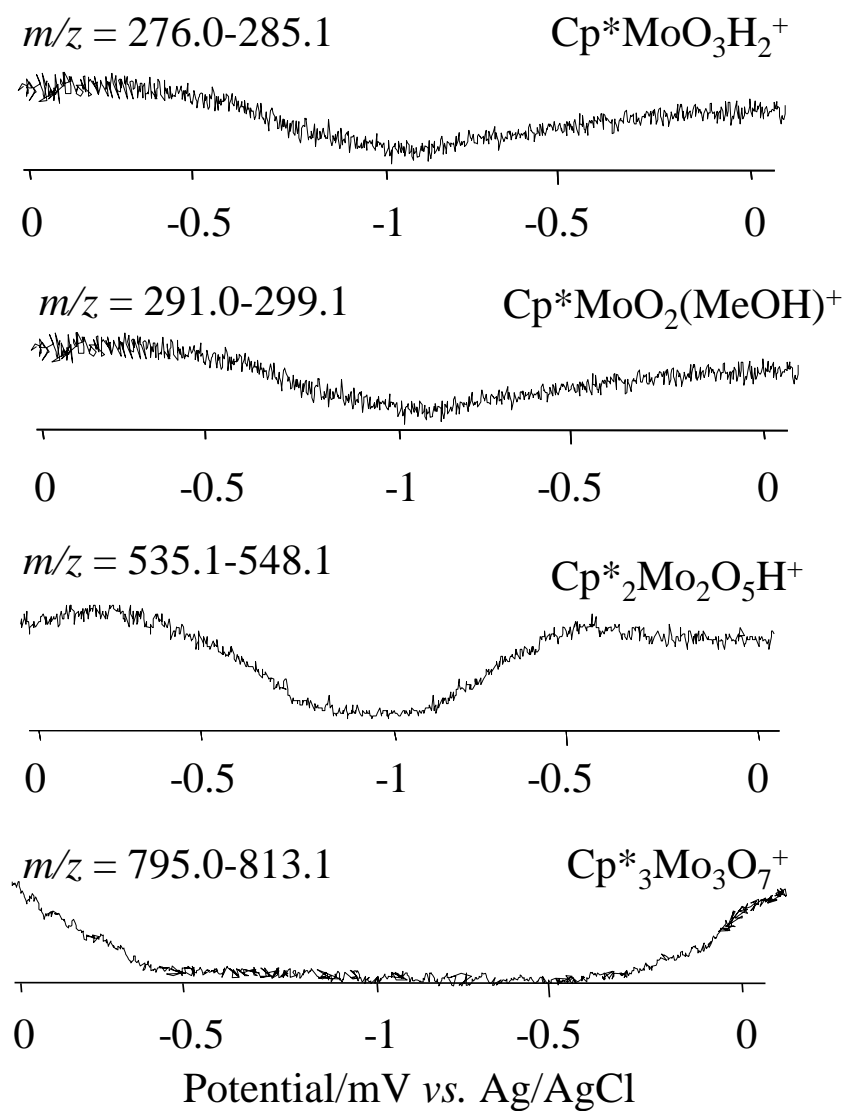 m/z = 276.0-285.1 Cp*MoO₃H₂⁺
0 -0.5 -1 -0.5 0
m/z = 291.0-299.1 Cp*MoO₂(MeOH)⁺
0 -0.5 -1 -0.5 0
m/z = 535.1-548.1 Cp*₂Mo₂O₅H⁺
0 -0.5 -1 -0.5 0
m/z = 795.0-813.1 Cp*₃Mo₃O₇⁺
0 -0.5 -1 -0.5 0
Potential/mV vs. Ag/AgCl